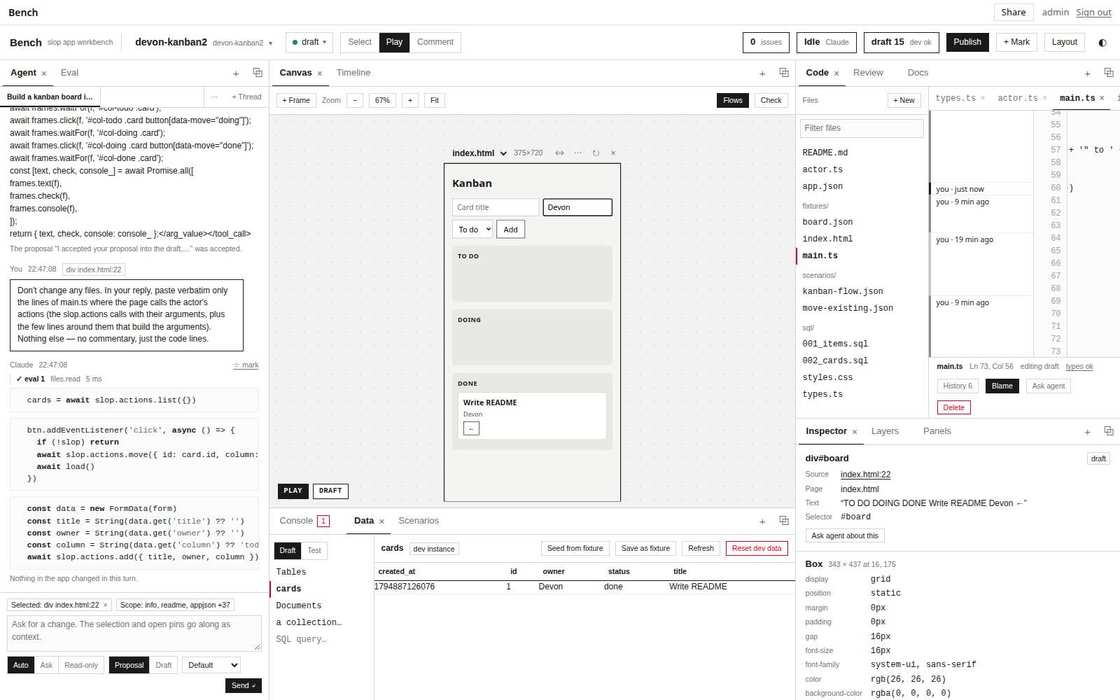 Bench
Share
admin
Sign out
Bench
slop app workbench
devon-kanban2
devon-kanban2
draft
Select
Play
Comment
0 issues
Idle Claude
draft 15 dev ok
Publish
+ Mark
Layout
Agent ×
Eval
Build a kanban board i…
+ Thread
await frames.click(f, '#col-todo .card button[data-move="doing"]');
await frames.waitFor(f, '#col-doing .card');
await frames.click(f, '#col-doing .card button[data-move="done"]');
await frames.waitFor(f, '#col-done .card');
const [text, check, console_] = await Promise.all([
frames.text(f),
frames.check(f),
frames.console(f),
]);
return { text, check, console: console_ };</arg_value></tool_call>
The proposal "I accepted your proposal into the draft,…" was accepted.
You 22:47:08 div index.html:22
Don't change any files. In your reply, paste verbatim only
the lines of main.ts where the page calls the actor's
actions (the slop.actions calls with their arguments, plus
the few lines around them that build the arguments).
Nothing else — no commentary, just the code lines.
Claude 22:47:08
☆ mark
✓ eval 1 files.read 5 ms
cards = await slop.actions.list({})
btn.addEventListener('click', async () => {
if (!slop) return
await slop.actions.move({ id: card.id, column:
await load()
})
const data = new FormData(form)
const title = String(data.get('title') ?? '')
const owner = String(data.get('owner') ?? '')
const column = String(data.get('column') ?? 'tod
await slop.actions.add({ title, owner, column })
Nothing in the app changed in this turn.
Selected: div index.html:22 ×
Scope: info, readme, appjson +37
Ask for a change. The selection and open pins go along as
context.
Auto
Ask
Read-only
Proposal
Draft
Default
Send
Canvas ×
Timeline
+ Frame
Zoom
−
67%
+
Fit
Flows
Check
index.html
375×720
Kanban
Card title
Devon
To do
Add
TO DO
DOING
DONE
Write README
Devon
←
PLAY
DRAFT
Console 1
Data ×
Scenarios
Draft
Test
Tables
cards
Documents
a collection…
SQL query…
cards
dev instance
Seed from fixture
Save as fixture
Refresh
Reset dev data
created_at id owner status title
1794887126076 1 Devon done Write README
Code ×
Review
Docs
Files
+ New
Filter files
README.md
actor.ts
app.json
fixtures/
board.json
index.html
main.ts
scenarios/
kanban-flow.json
move-existing.json
sql/
001_items.sql
002_cards.sql
styles.css
types.ts
types.ts ×
actor.ts ×
main.ts ×
54
55
56
57 + '" to '
58
59
you · just now 60 )
you · 9 min ago 61
62
63
you · 19 min ago 64
65
66
67
68
you · 9 min ago 69
70
71
72
73
main.ts Ln 73, Col 56 editing draft types ok
History 6
Blame
Ask agent
Delete
Inspector ×
Layers
Panels
div#board
draft
Source index.html:22
Page index.html
Text “TO DO DOING DONE Write README Devon ←”
Selector #board
Ask agent about this
Box 343 × 437 at 16, 175
display grid
position static
margin 0px
padding 0px
gap 16px
font-size 16px
font-family system-ui, sans-serif
color rgb(26, 26, 26)
background-color rgba(0, 0, 0, 0)